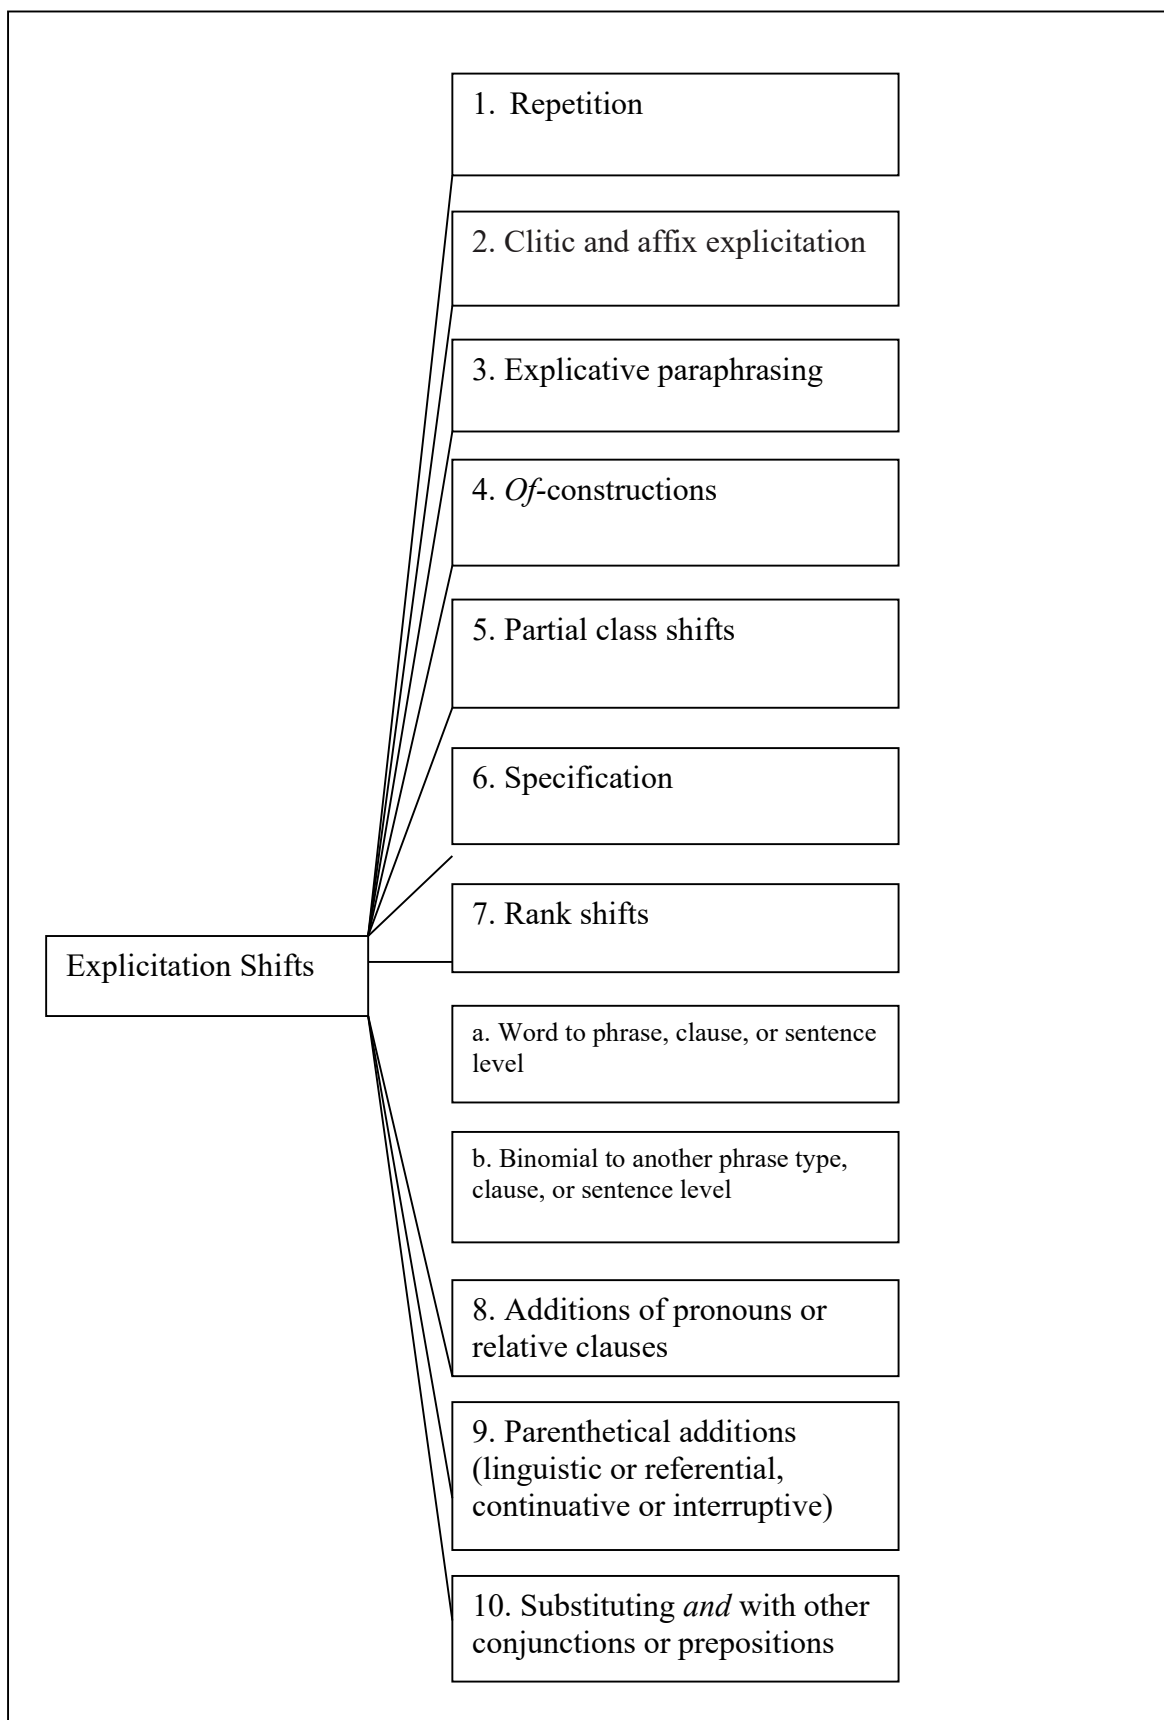 1. Repetition
2. Clitic and affix explicitation
3. Explicative paraphrasing
4. Of-constructions
5. Partial class shifts
6. Specification
7. Rank shifts
Explicitation Shifts
a. Word to phrase, clause, or sentence
level
b. Binomial to another phrase type,
clause, or sentence level
8. Additions of pronouns or
relative clauses
9. Parenthetical additions
(linguistic or referential,
continuative or interruptive)
10. Substituting and with other
conjunctions or prepositions